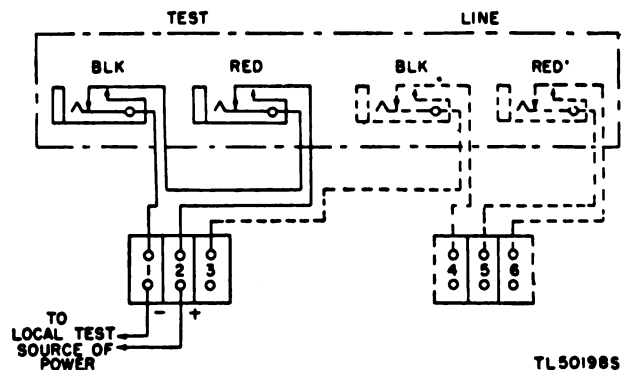 TEST LINE
BLK RED BLK RED'
1 2 3 4 5 6
- +
TO
LOCAL TEST
SOURCE OF
POWER
TL50198S